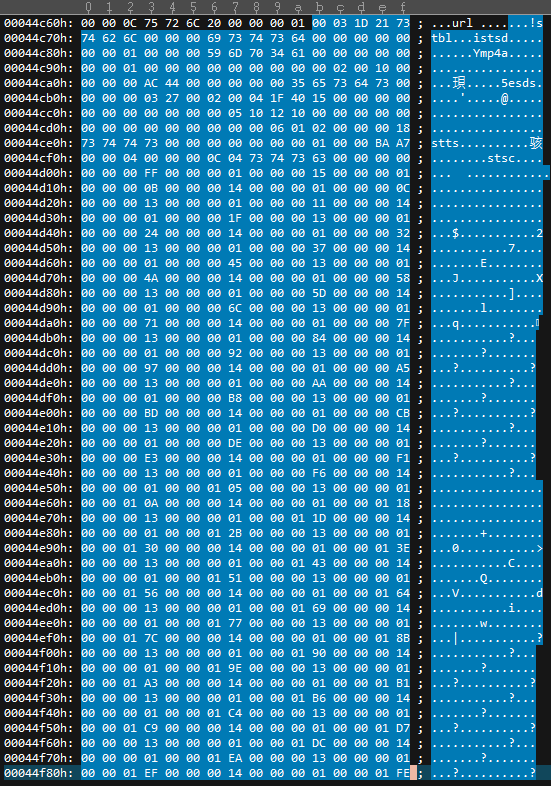 0 1 2 3 4 5 6 7 8 9 a b c d e f
00044c60h: 00 00 0C 75 72 6C 20 00 00 00 01 00 03 1D 21 73 ; ...url ......!s
00044c70h: 74 62 6C 00 00 00 69 73 74 73 64 00 00 00 00 00 ; tbl...istsd.....
00044c80h: 00 00 01 00 00 00 59 6D 70 34 61 00 00 00 00 00 ; ......Ymp4a.....
00044c90h: 00 00 01 00 00 00 00 00 00 00 00 00 02 00 10 00 ; ................
00044ca0h: 00 00 00 AC 44 00 00 00 00 00 35 65 73 64 73 00 ; ...珼.....5esds.
00044cb0h: 00 00 00 03 27 00 02 00 04 1F 40 15 00 00 00 00 ; ....'.....@.....
00044cc0h: 00 00 00 00 00 00 00 05 10 12 10 00 00 00 00 00 ; ................
00044cd0h: 00 00 00 00 00 00 00 00 00 06 01 02 00 00 00 18 ; ................
00044ce0h: 73 74 74 73 00 00 00 00 00 00 00 01 00 00 BA A7 ; stts..........骇
00044cf0h: 00 00 04 00 00 00 0C 04 73 74 73 63 00 00 00 00 ; ........stsc....
00044d00h: 00 00 00 FF 00 00 00 01 00 00 00 15 00 00 00 01 ;
00044d10h: 00 00 00 0B 00 00 00 14 00 00 00 01 00 00 00 0C ; ................
00044d20h: 00 00 00 13 00 00 00 01 00 00 00 11 00 00 00 14 ; ................
00044d30h: 00 00 00 01 00 00 00 1F 00 00 00 13 00 00 00 01 ; ................
00044d40h: 00 00 00 24 00 00 00 14 00 00 00 01 00 00 00 32 ; ...$...........2
00044d50h: 00 00 00 13 00 00 00 01 00 00 00 37 00 00 00 14 ; ...........7....
00044d60h: 00 00 00 01 00 00 00 45 00 00 00 13 00 00 00 01 ; .......E........
00044d70h: 00 00 00 4A 00 00 00 14 00 00 00 01 00 00 00 58 ; ...J...........X
00044d80h: 00 00 00 13 00 00 00 01 00 00 00 5D 00 00 00 14 ; ...........]....
00044d90h: 00 00 00 01 00 00 00 6C 00 00 00 13 00 00 00 01 ; .......l........
00044da0h: 00 00 00 71 00 00 00 14 00 00 00 01 00 00 00 7F ; ...q...........
00044db0h: 00 00 00 13 00 00 00 01 00 00 00 84 00 00 00 14 ; ...........?....
00044dc0h: 00 00 00 01 00 00 00 92 00 00 00 13 00 00 00 01 ; .......?........
00044dd0h: 00 00 00 97 00 00 00 14 00 00 00 01 00 00 00 A5 ; ...?...........?
00044de0h: 00 00 00 13 00 00 00 01 00 00 00 AA 00 00 00 14 ; ...........?....
00044df0h: 00 00 00 01 00 00 00 B8 00 00 00 13 00 00 00 01 ; .......?........
00044e00h: 00 00 00 BD 00 00 00 14 00 00 00 01 00 00 00 CB ; ...?...........?
00044e10h: 00 00 00 13 00 00 00 01 00 00 00 D0 00 00 00 14 ; ...........?....
00044e20h: 00 00 00 01 00 00 00 DE 00 00 00 13 00 00 00 01 ; .......?........
00044e30h: 00 00 00 E3 00 00 00 14 00 00 00 01 00 00 00 F1 ; ...?...........?
00044e40h: 00 00 00 13 00 00 00 01 00 00 00 F6 00 00 00 14 ; ...........?....
00044e50h: 00 00 00 01 00 00 01 05 00 00 00 13 00 00 00 01 ; ................
00044e60h: 00 00 01 0A 00 00 00 14 00 00 00 01 00 00 01 18 ; ................
00044e70h: 00 00 00 13 00 00 00 01 00 00 01 1D 00 00 00 14 ; ................
00044e80h: 00 00 00 01 00 00 01 2B 00 00 00 13 00 00 00 01 ; .......+........
00044e90h: 00 00 01 30 00 00 00 14 00 00 00 01 00 00 01 3E ; ...0...........>
00044ea0h: 00 00 00 13 00 00 00 01 00 00 01 43 00 00 00 14 ; ...........C....
00044eb0h: 00 00 00 01 00 00 01 51 00 00 00 13 00 00 00 01 ; .......Q........
00044ec0h: 00 00 01 56 00 00 00 14 00 00 00 01 00 00 01 64 ; ...V...........d
00044ed0h: 00 00 00 13 00 00 00 01 00 00 01 69 00 00 00 14 ; ...........i....
00044ee0h: 00 00 00 01 00 00 01 77 00 00 00 13 00 00 00 01 ; .......w........
00044ef0h: 00 00 01 7C 00 00 00 14 00 00 00 01 00 00 01 8B ; ...|...........?
00044f00h: 00 00 00 13 00 00 00 01 00 00 01 90 00 00 00 14 ; ...........?....
00044f10h: 00 00 00 01 00 00 01 9E 00 00 00 13 00 00 00 01 ; .......?........
00044f20h: 00 00 01 A3 00 00 00 14 00 00 00 01 00 00 01 B1 ; ...?...........?
00044f30h: 00 00 00 13 00 00 00 01 00 00 01 B6 00 00 00 14 ; ...........?....
00044f40h: 00 00 00 01 00 00 01 C4 00 00 00 13 00 00 00 01 ; .......?........
00044f50h: 00 00 01 C9 00 00 00 14 00 00 00 01 00 00 01 D7 ; ...?...........?
00044f60h: 00 00 00 13 00 00 00 01 00 00 01 DC 00 00 00 14 ; ...........?....
00044f70h: 00 00 00 01 00 00 01 EA 00 00 00 13 00 00 00 01 ; .......?........
00044f80h: 00 00 01 EF 00 00 00 14 00 00 00 01 00 00 01 FE ; ...?...........?